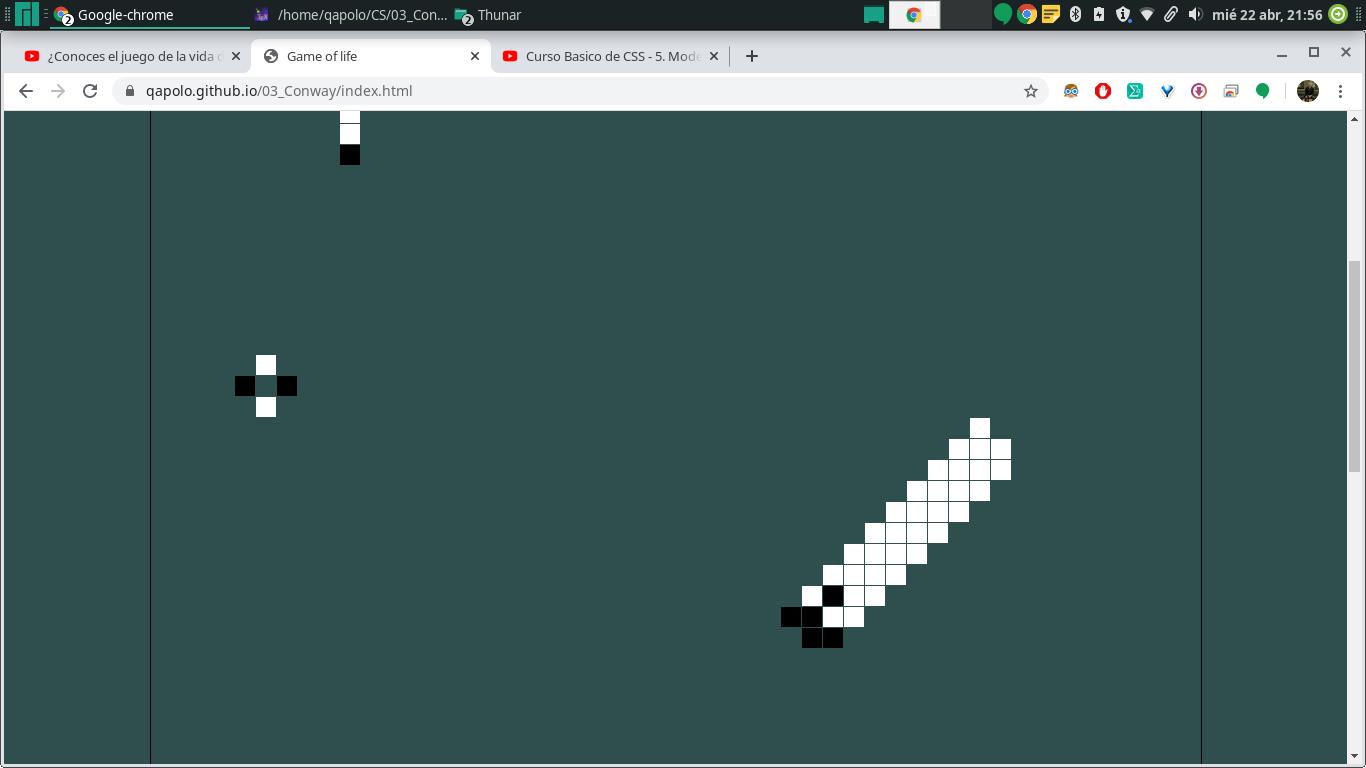 Google-chrome
2
/home/qapolo/CS/03_Con...
2
Thunar
mié 22 abr, 21:56
¿Conoces el juego de la vida
Game of life
Curso Basico de CSS - 5. Mode
qapolo.github.io/03_Conway/index.html